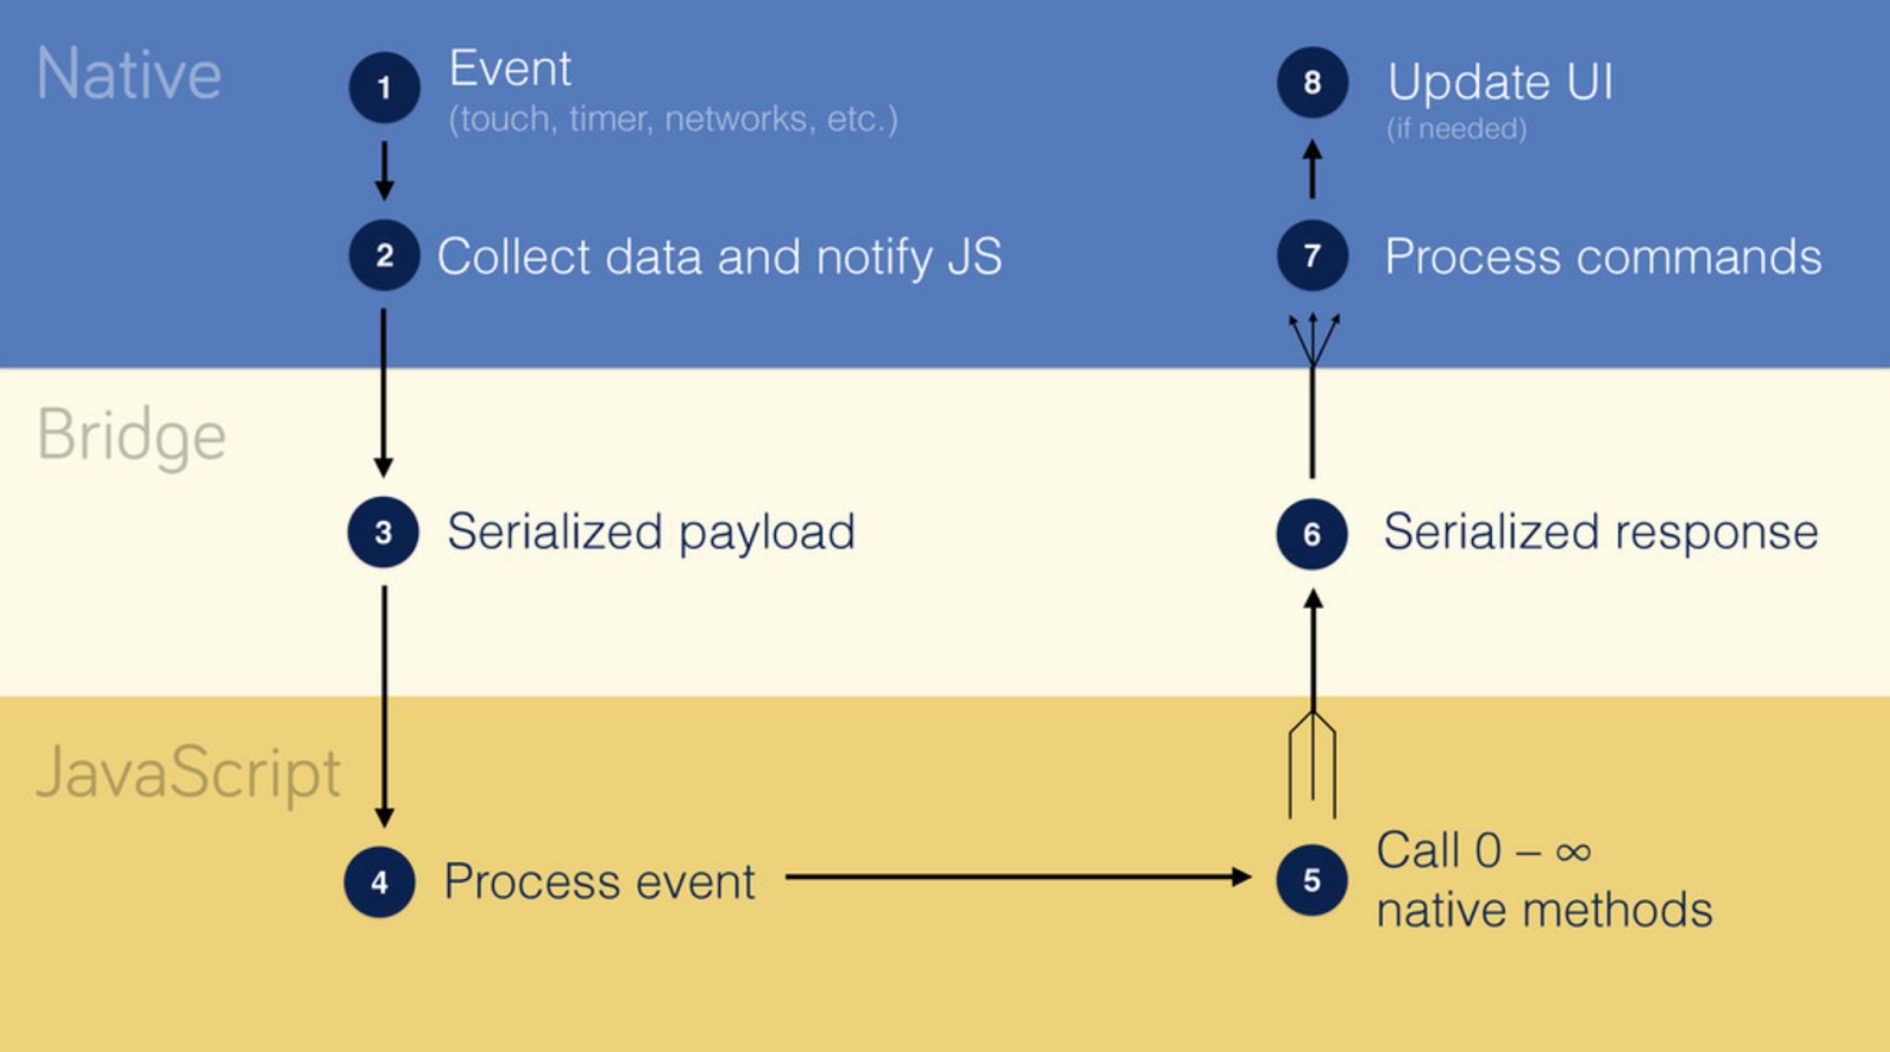 Native
1
Event
(touch, timer, networks, etc.)
2
Collect data and notify JS
8
Update UI
(if needed)
7
Process commands
Bridge
3
Serialized payload
6
Serialized response
JavaScript
4
Process event
5
Call 0 – ∞
native methods